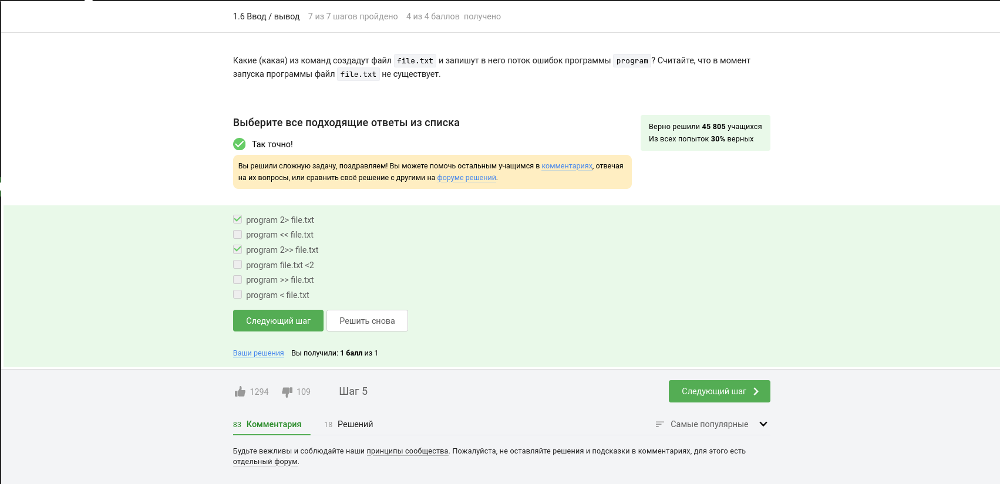 1.6 Ввод / вывод 7 из 7 шагов пройдено 4 из 4 баллов получено
Какие (какая) из команд создадут файл file.txt и запишут в него поток ошибок программы program? Считайте, что в момент
запуска программы файл file.txt не существует.
Выберите все подходящие ответы из списка
Верно решили 45 805 учащихся
Из всех попыток 30% верных
Так точно!
Вы решили сложную задачу, поздравляем! Вы можете помочь остальным учащимся в комментариях, отвечая
на их вопросы, или сравнить своё решение с другими на форуме решений.
program 2> file.txt
program << file.txt
program 2>> file.txt
program file.txt <2
program >> file.txt
program < file.txt
Следующий шаг Решить снова
Ваши решения Вы получили: 1 балл из 1
1294 109 Шаг 5 Следующий шаг
83 Комментария 18 Решений Самые популярные
Будьте вежливы и соблюдайте наши принципы сообщества. Пожалуйста, не оставляйте решения и подсказки в комментариях, для этого есть
отдельный форум.